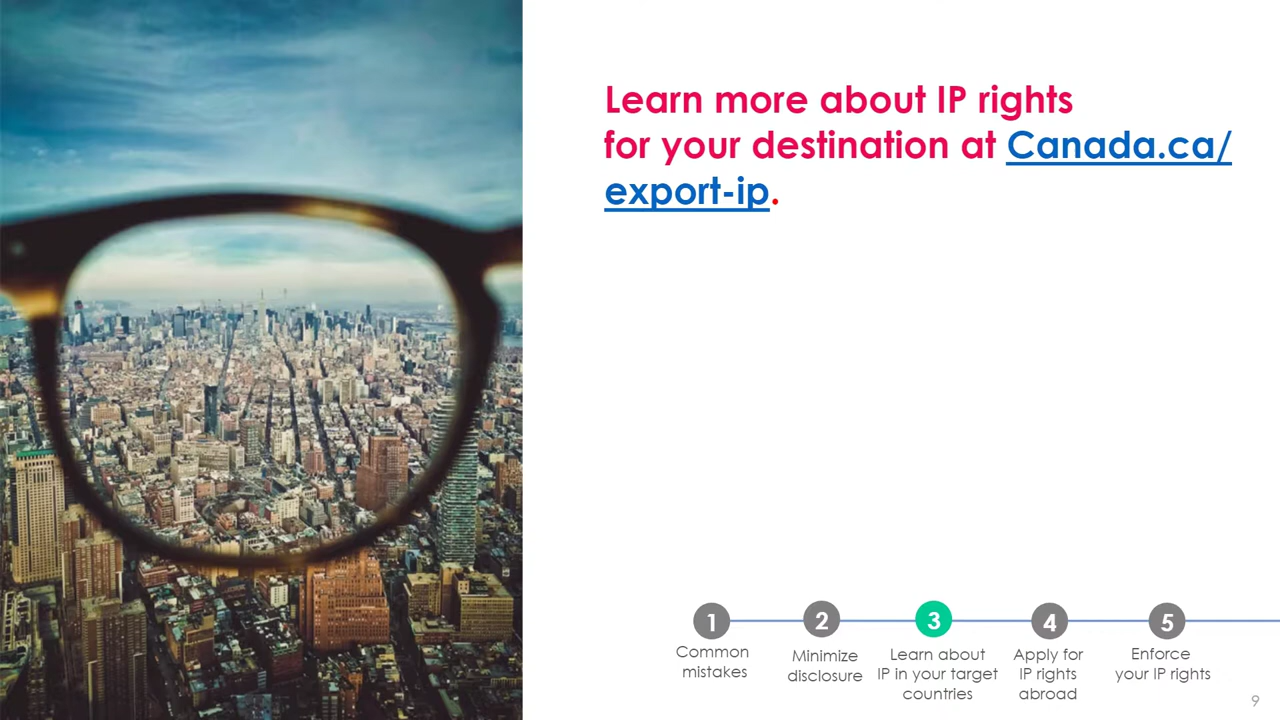 Learn more about IP rights
for your destination at Canada.ca/
export-ip.
1
Common
mistakes
2
Minimize
disclosure
3
Learn about
IP in your target
countries
4
Apply for
IP rights
abroad
5
Enforce
your IP rights
9